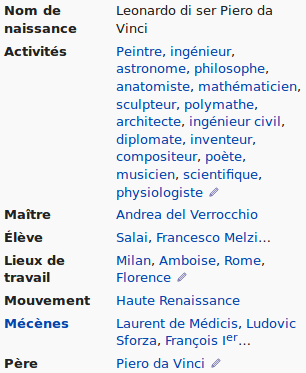 Nom de naissance Leonardo di ser Piero da Vinci
Activités Peintre, ingénieur,
astronome, philosophe,
anatomiste, mathématicien,
sculpteur, polymathe,
architecte, ingénieur civil,
diplomate, inventeur,
compositeur, poète,
musicien, scientifique,
physiologiste
Maître Andrea del Verrocchio
Élève Salai, Francesco Melzi...
Lieux de travail Milan, Amboise, Rome, Florence
Mouvement Haute Renaissance
Mécènes Laurent de Médicis, Ludovic
Sforza, François Ier...
Père Piero da Vinci